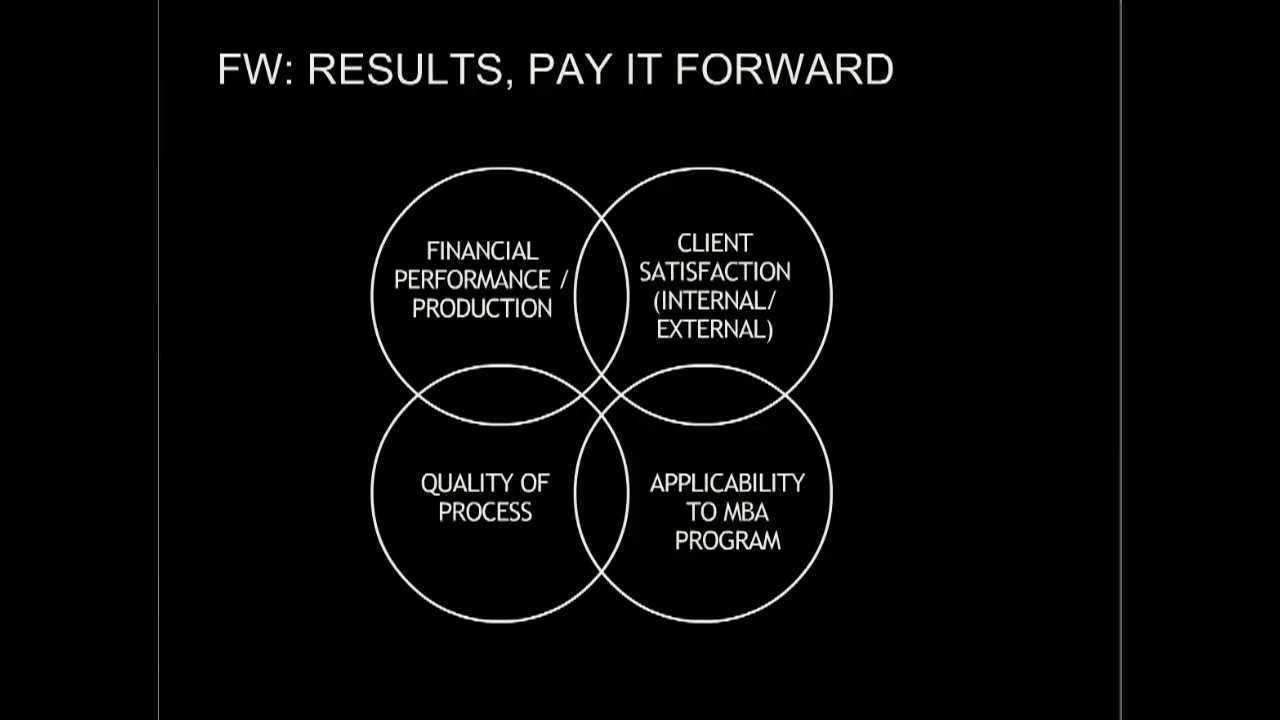 FW: RESULTS, PAY IT FORWARD
FINANCIAL
PERFORMANCE /
PRODUCTION
CLIENT
SATISFACTION
(INTERNAL/
EXTERNAL)
QUALITY OF
PROCESS
APPLICABILITY
TO MBA
PROGRAM